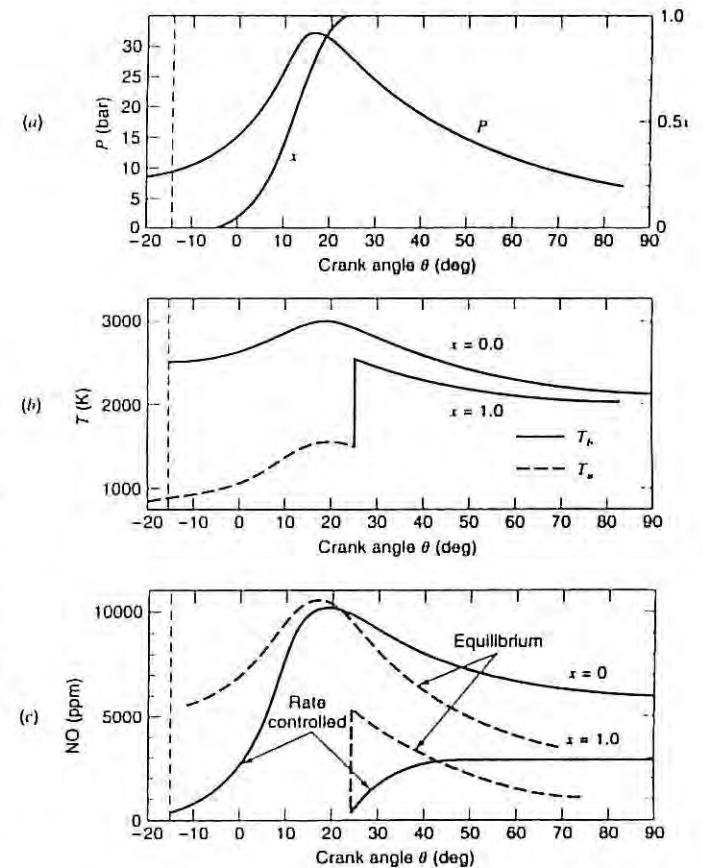 (a)
P (bar)
30
25
20
15
10
5
0
1.0
0.5
0
x
P
-20 -10 0 10 20 30 40 50 60 70 80 90
Crank angle θ (deg)
(b)
T (K)
3000
2000
1000
x = 0.0
x = 1.0
T
T
-20 -10 0 10 20 30 40 50 60 70 80 90
Crank angle θ (deg)
(c)
NO (ppm)
10000
5000
0
Equilibrium
x = 0
Rate
controlled
x = 1.0
-20 -10 0 10 20 30 40 50 60 70 80 90
Crank angle θ (deg)